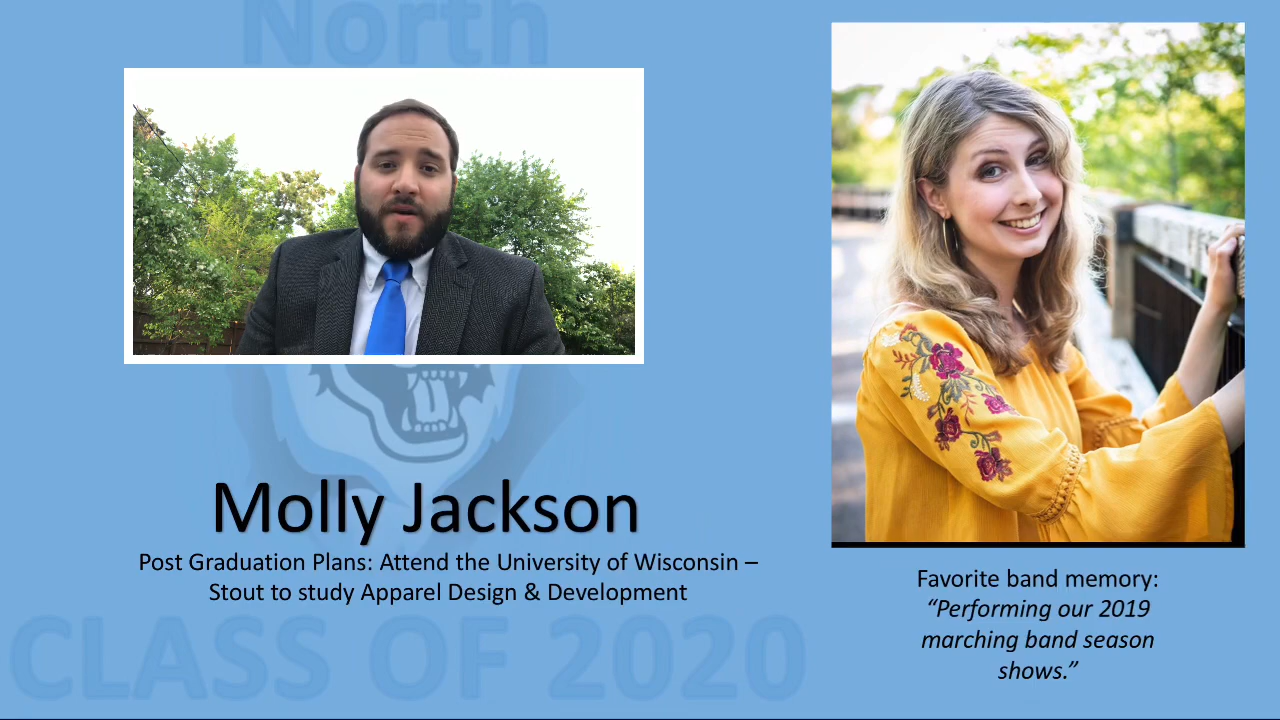 North
Molly Jackson
Post Graduation Plans: Attend the University of Wisconsin –
Stout to study Apparel Design & Development
CLASS OF 2020
Favorite band memory:
“Performing our 2019
marching band season
shows.”